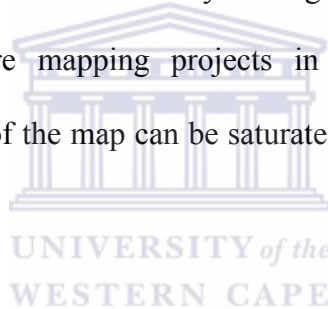 re mapping projects in
of the map can be saturate
UNIVERSITY of the
WESTERN CAPE